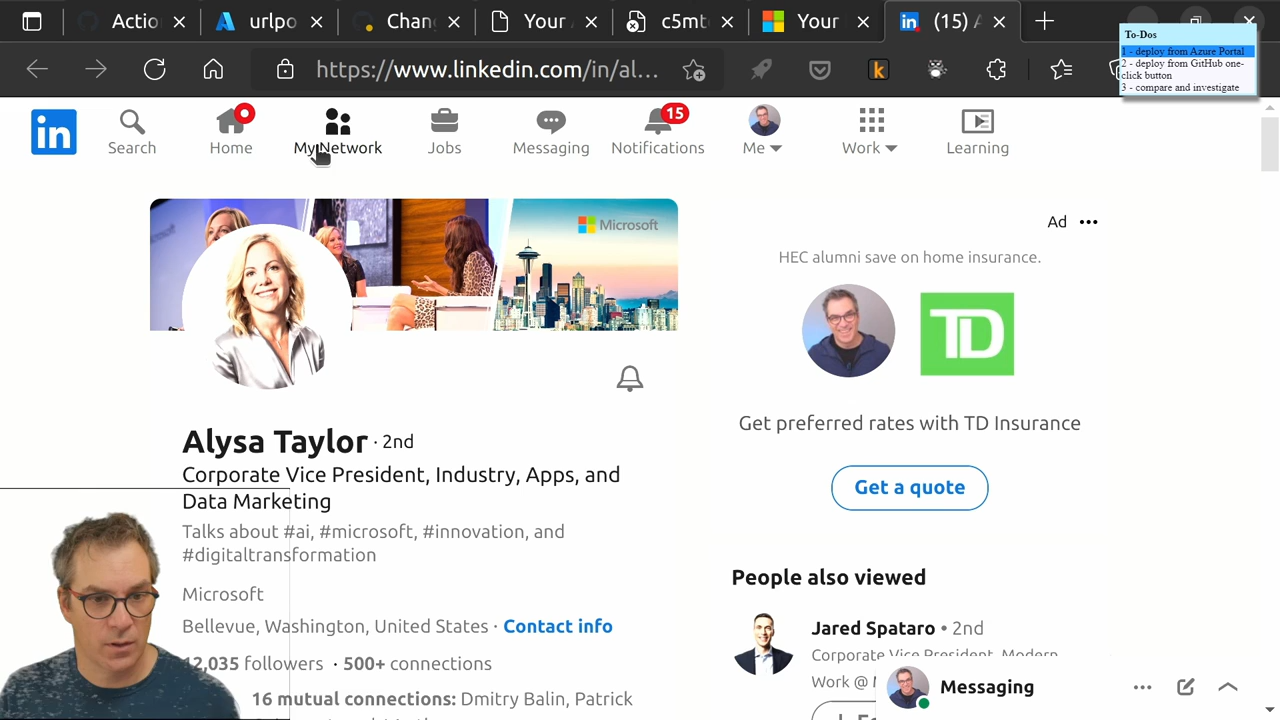 Actio
urlpo
Chang
Your
c5mt
Your
(15)
To-Dos
1 - deploy from Azure Portal
2 - deploy from GitHub one-
click button
3 - compare and investigate
https://www.linkedin.com/in/al...
in
Search
Home
My Network
Jobs
Messaging
15
Notifications
Me
Work
Learning
Microsoft
Ad
HEC alumni save on home insurance.
TD
Get preferred rates with TD Insurance
Get a quote
Alysa Taylor · 2nd
Corporate Vice President, Industry, Apps, and
Data Marketing
Talks about #ai, #microsoft, #innovation, and
#digitaltransformation
Microsoft
Bellevue, Washington, United States · Contact info
12,035 followers · 500+ connections
16 mutual connections: Dmitry Balin, Patrick
People also viewed
Jared Spataro • 2nd
Corporate Vice President, Modern
Work @
Messaging